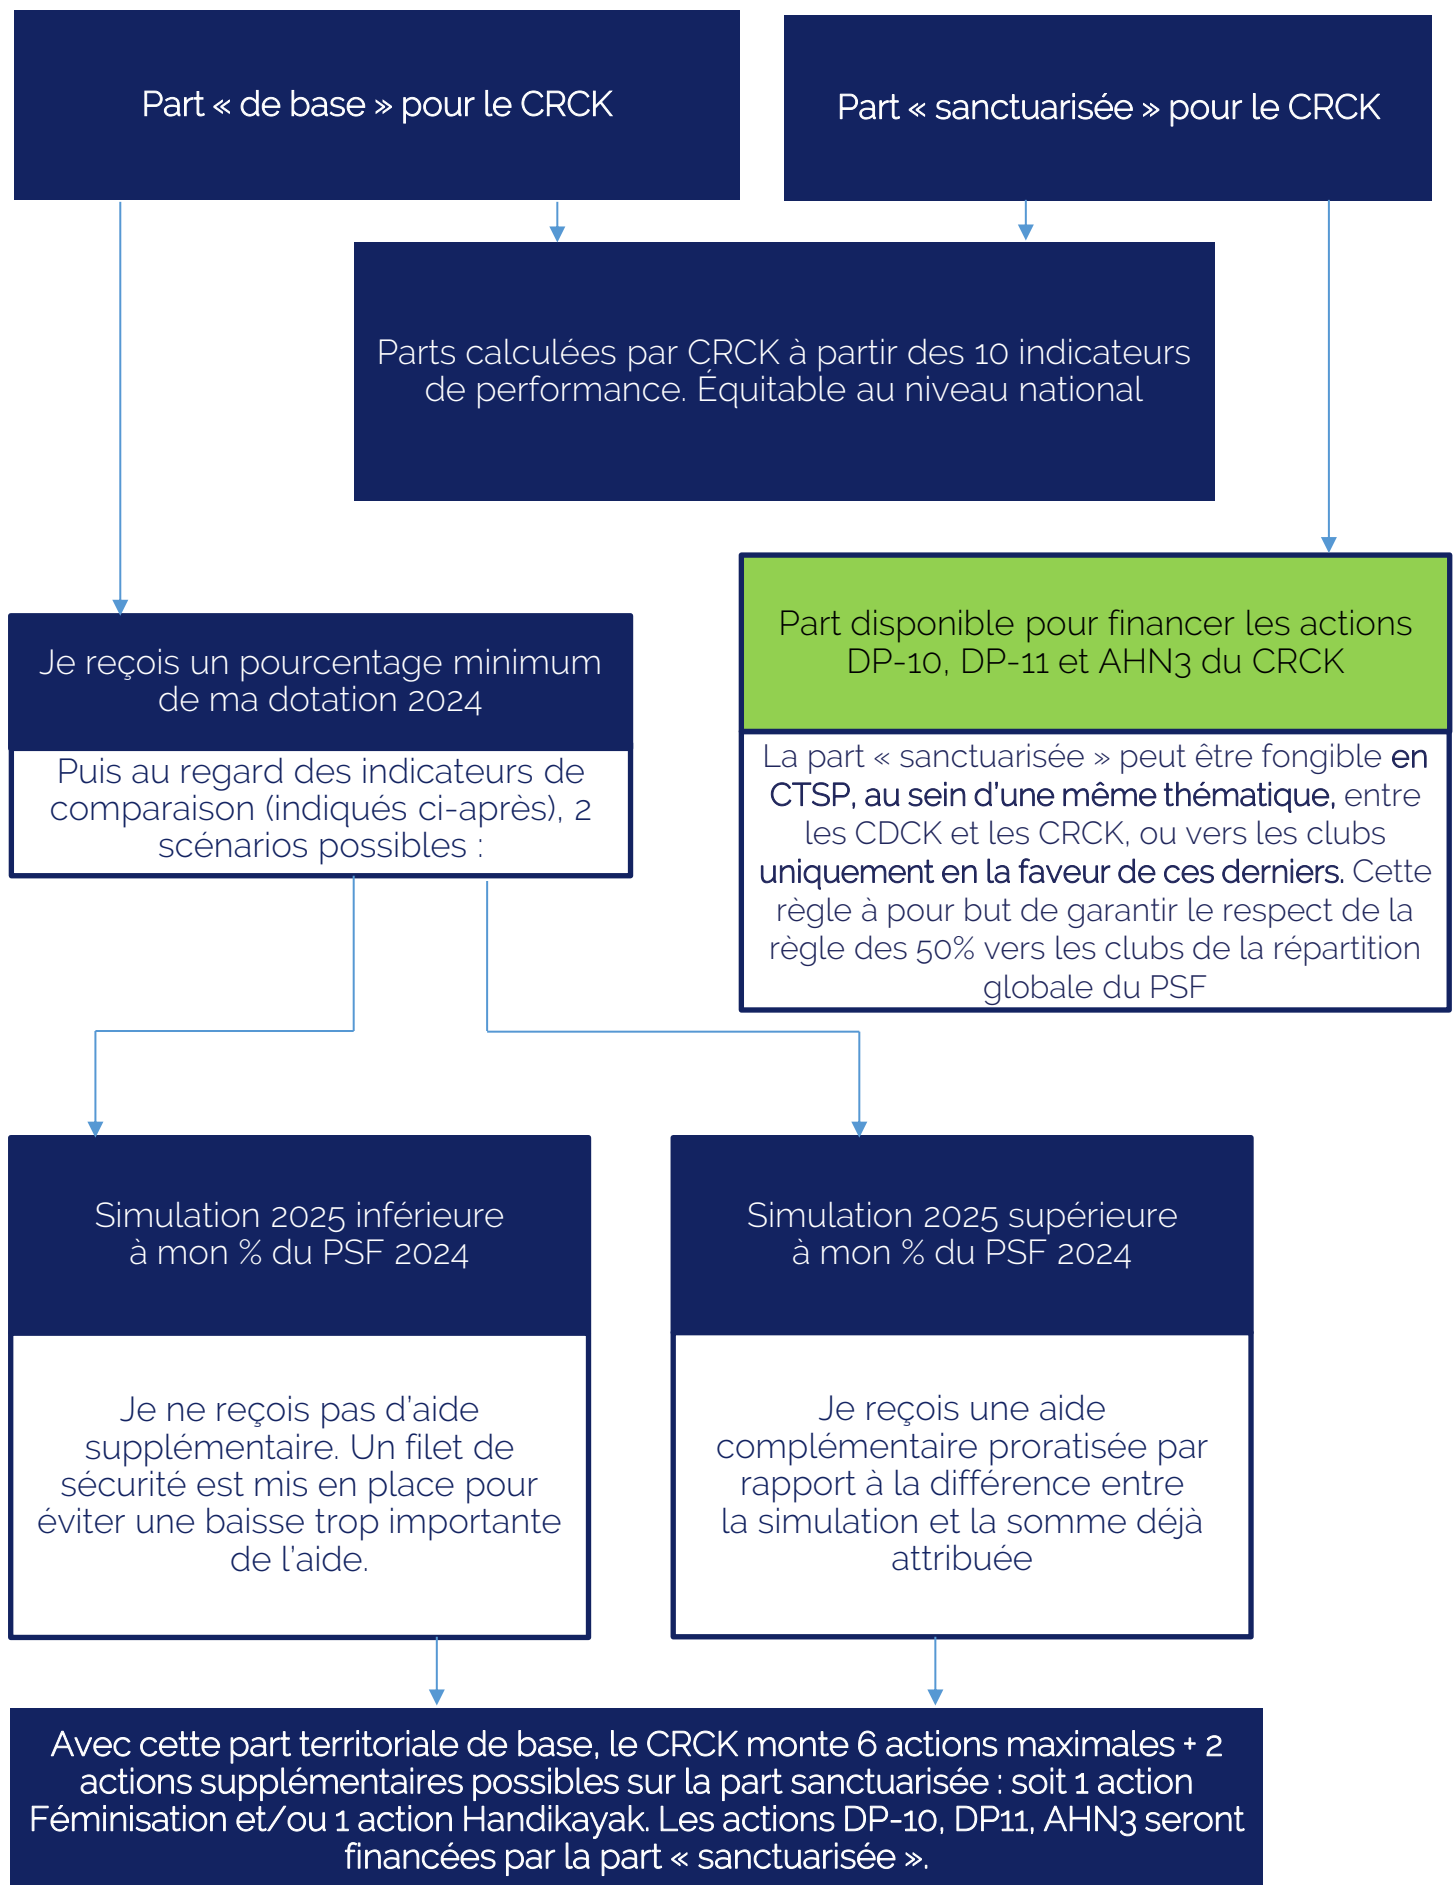 Part « de base » pour le CRCK
Part « sanctuarisée » pour le CRCK
Parts calculées par CRCK à partir des 10 indicateurs
de performance. Équitable au niveau national
Je reçois un pourcentage minimum
de ma dotation 2024
Puis au regard des indicateurs de
comparaison (indiqués ci-après), 2
scénarios possibles :
Part disponible pour financer les actions
DP-10, DP-11 et AHN3 du CRCK
La part « sanctuarisée » peut être fongible en
CTSP, au sein d'une même thématique, entre
les CDCK et les CRCK, ou vers les clubs
uniquement en la faveur de ces derniers. Cette
règle à pour but de garantir le respect de la
règle des 50% vers les clubs de la répartition
globale du PSF
Simulation 2025 inférieure
à mon % du PSF 2024
Je ne reçois pas d'aide
supplémentaire. Un filet de
sécurité est mis en place pour
éviter une baisse trop importante
de l'aide.
Simulation 2025 supérieure
à mon % du PSF 2024
Je reçois une aide
complémentaire proratisée par
rapport à la différence entre
la simulation et la somme déjà
attribuée
Avec cette part territoriale de base, le CRCK monte 6 actions maximales + 2
actions supplémentaires possibles sur la part sanctuarisée : soit 1 action
Féminisation et/ou 1 action Handikayak. Les actions DP-10, DP11, AHN3 seront
financées par la part « sanctuarisée ».